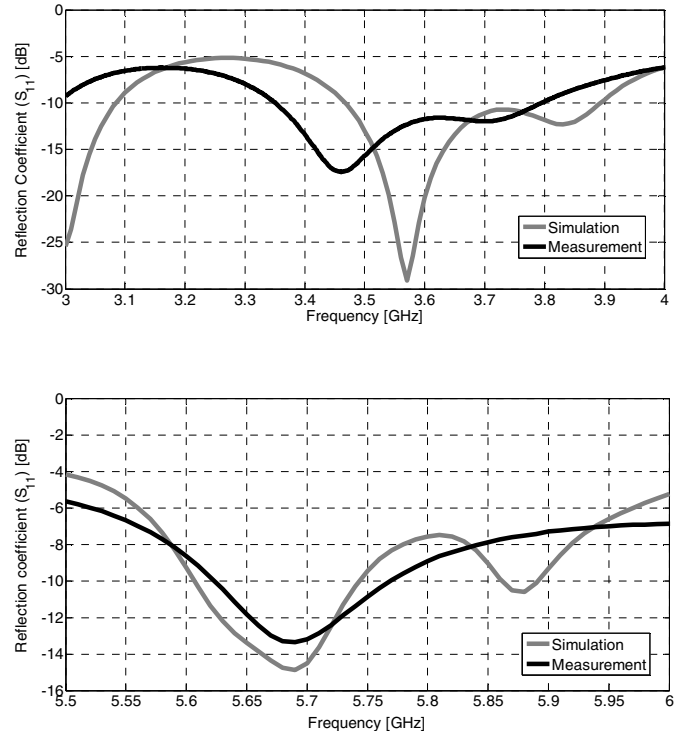 0
-5
-10
-15
-20
-25
-30
Reflection Coefficient (S11) [dB]
Simulation
Measurement
3 3.1 3.2 3.3 3.4 3.5 3.6 3.7 3.8 3.9 4
Frequency [GHz]
0
-2
-4
-6
-8
-10
-12
-14
-16
Reflection coefficient (S11) [dB]
Simulation
Measurement
5.5 5.55 5.6 5.65 5.7 5.75 5.8 5.85 5.9 5.95 6
Frequency [GHz]